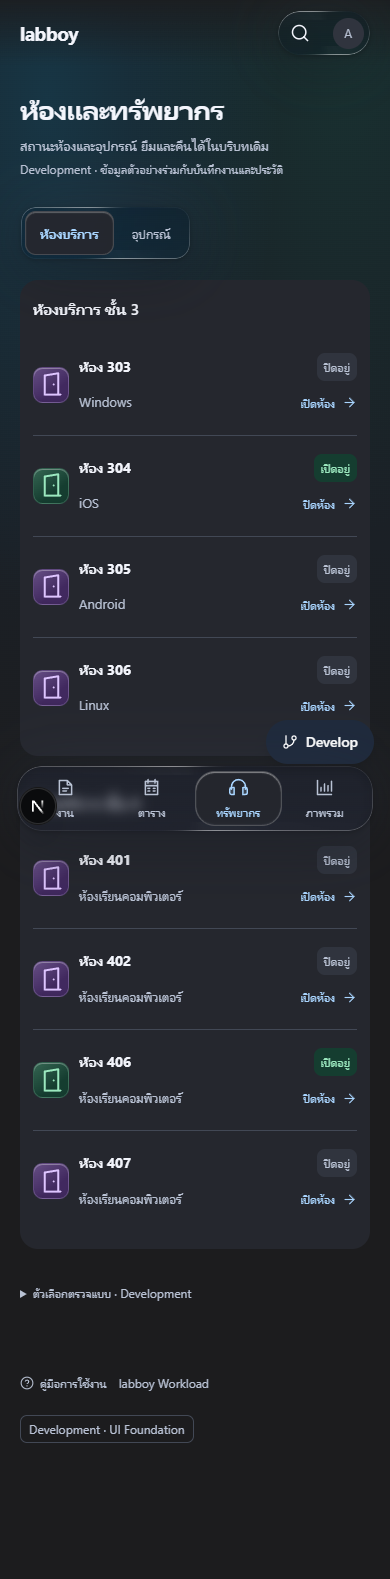 labboy
A
ห้องและทรัพยากร
สถานะห้องและอุปกรณ์ ยืมและคืนได้ในบริบทเดิม
Development · ข้อมูลตัวอย่างร่วมกับบันทึกงานและประวัติ
ห้องบริการ
อุปกรณ์
ห้องบริการ ชั้น 3
ห้อง 303
ปิดอยู่
Windows
เปิดห้อง
ห้อง 304
เปิดอยู่
iOS
ปิดห้อง
ห้อง 305
ปิดอยู่
Android
เปิดห้อง
ห้อง 306
ปิดอยู่
Linux
เปิดห้อง
Develop
N
งาน
ตาราง
ทรัพยากร
ภาพรวม
ห้อง 401
ปิดอยู่
ห้องเรียนคอมพิวเตอร์
เปิดห้อง
ห้อง 402
ปิดอยู่
ห้องเรียนคอมพิวเตอร์
เปิดห้อง
ห้อง 406
เปิดอยู่
ห้องเรียนคอมพิวเตอร์
ปิดห้อง
ห้อง 407
ปิดอยู่
ห้องเรียนคอมพิวเตอร์
เปิดห้อง
ตัวเลือกตรวจแบบ · Development
คู่มือการใช้งาน labboy Workload
Development · UI Foundation